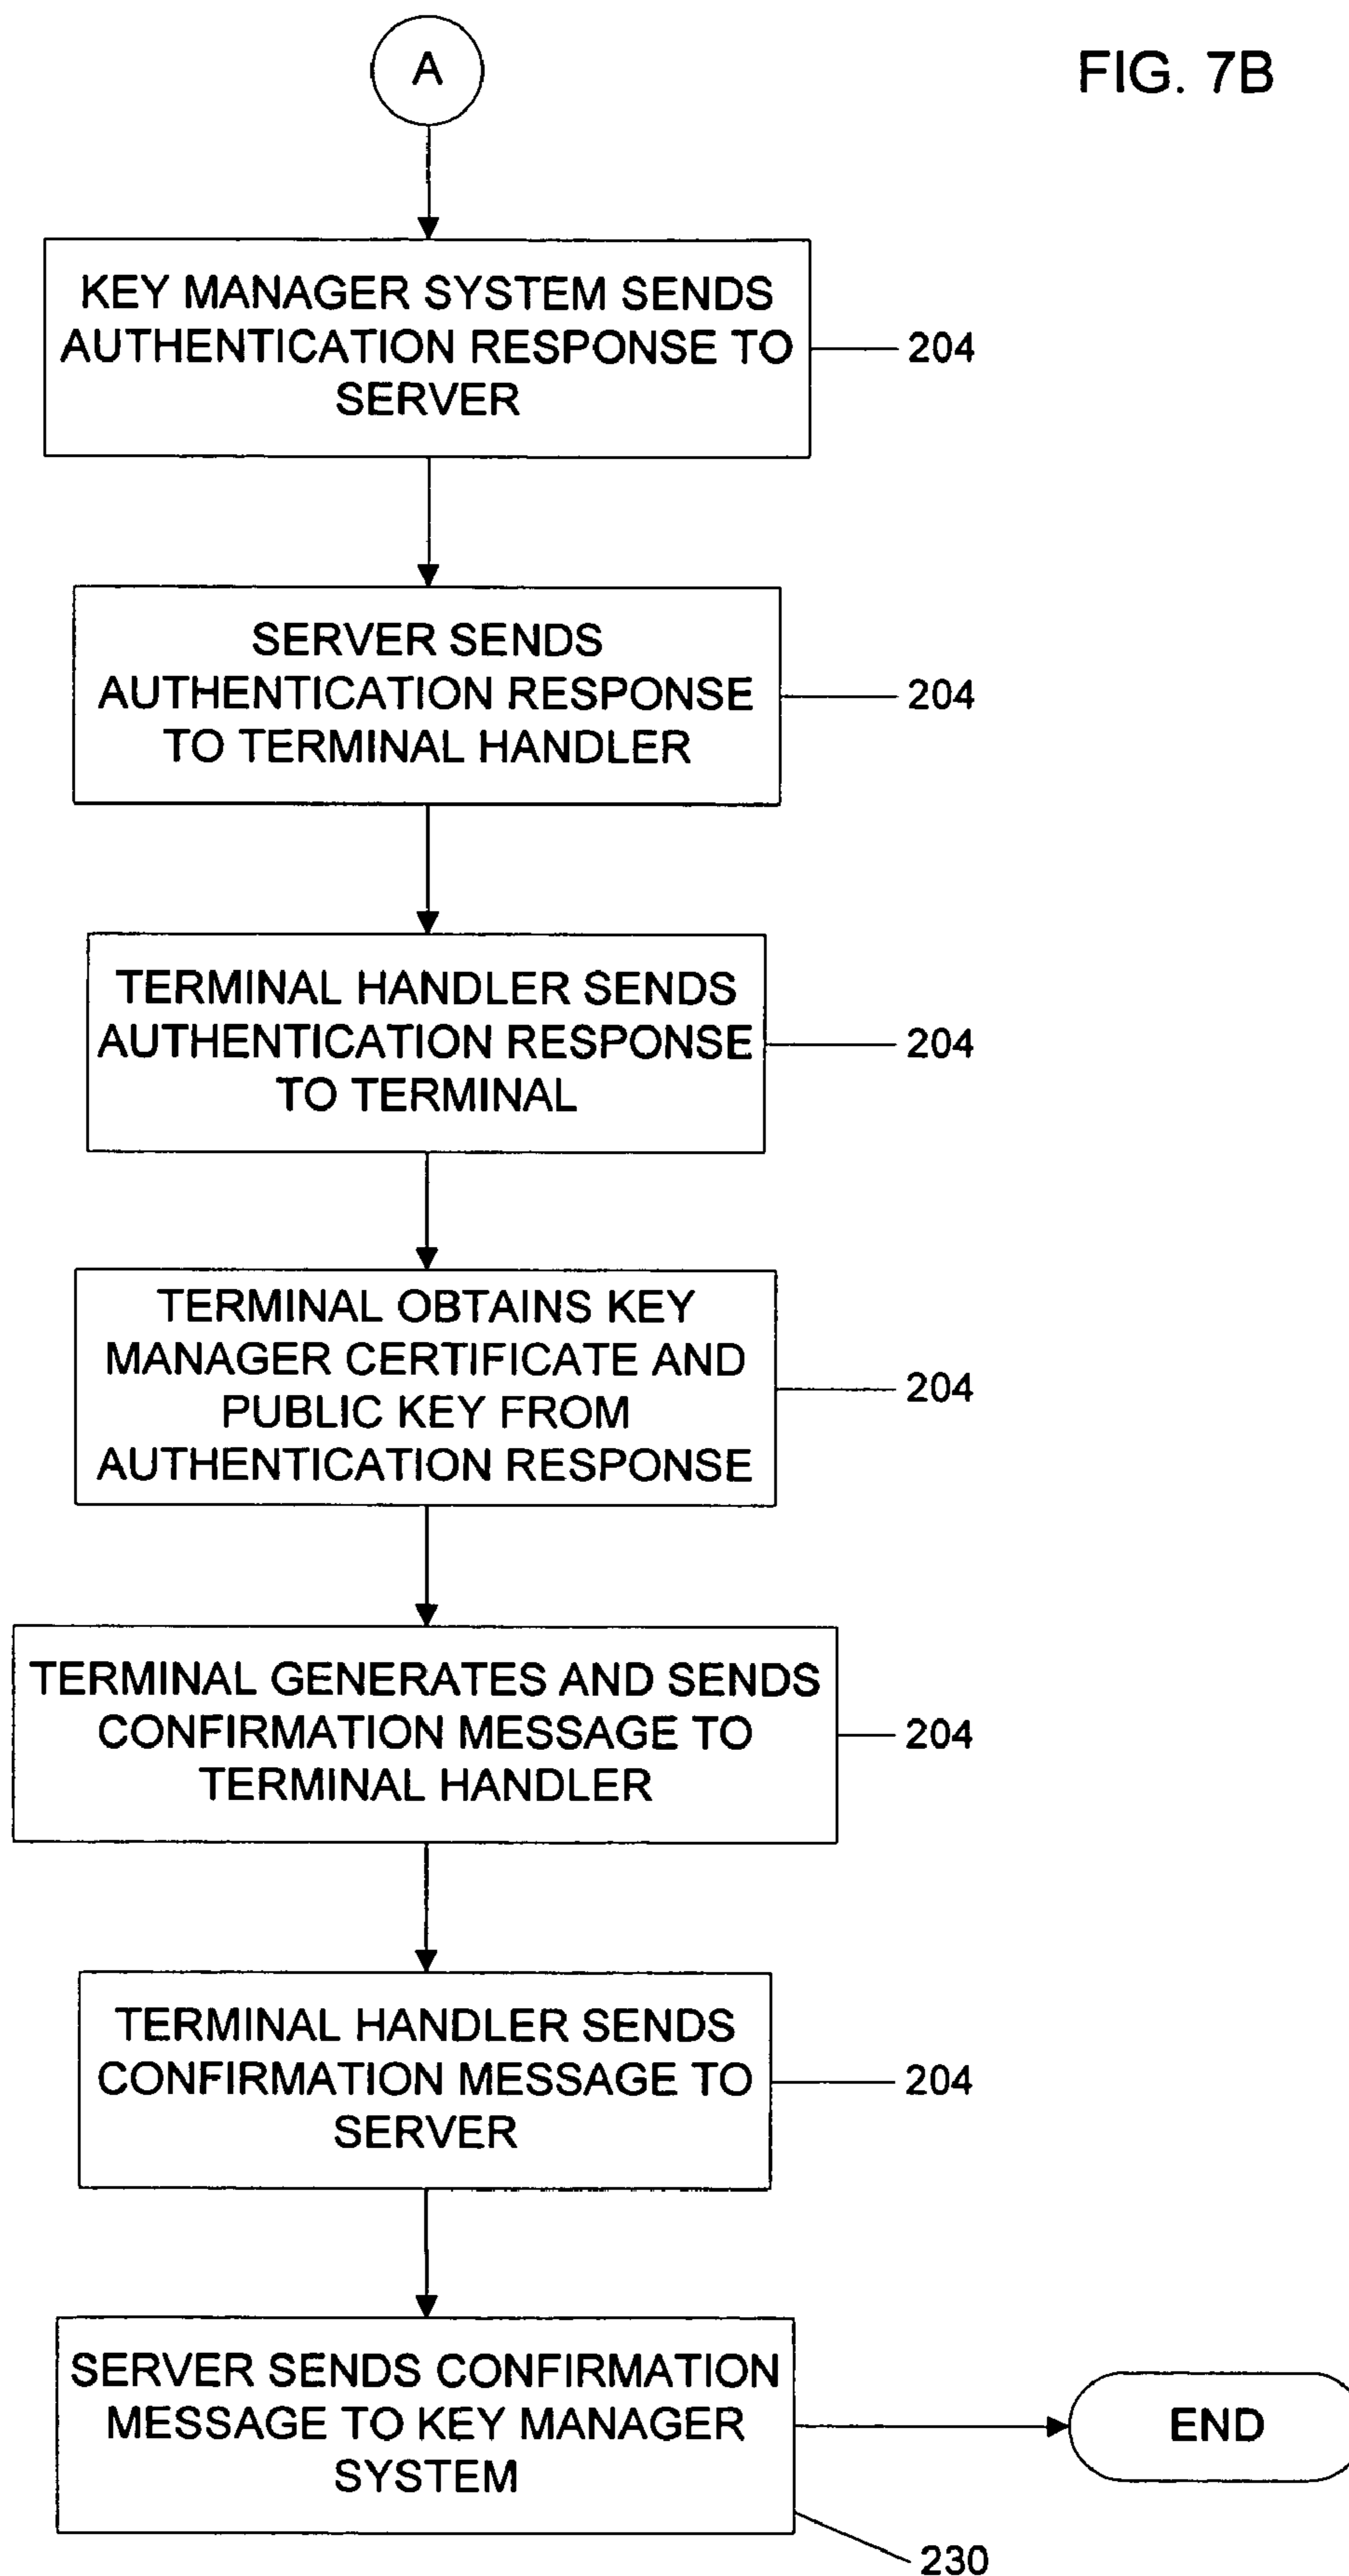 A
FIG. 7B
KEY MANAGER SYSTEM SENDS
AUTHENTICATION RESPONSE TO
SERVER
204
SERVER SENDS
AUTHENTICATION RESPONSE
TO TERMINAL HANDLER
204
TERMINAL HANDLER SENDS
AUTHENTICATION RESPONSE
TO TERMINAL
204
TERMINAL OBTAINS KEY
MANAGER CERTIFICATE AND
PUBLIC KEY FROM
AUTHENTICATION RESPONSE
204
TERMINAL GENERATES AND SENDS
CONFIRMATION MESSAGE TO
TERMINAL HANDLER
204
TERMINAL HANDLER SENDS
CONFIRMATION MESSAGE TO
SERVER
204
SERVER SENDS CONFIRMATION
MESSAGE TO KEY MANAGER
SYSTEM
END
230